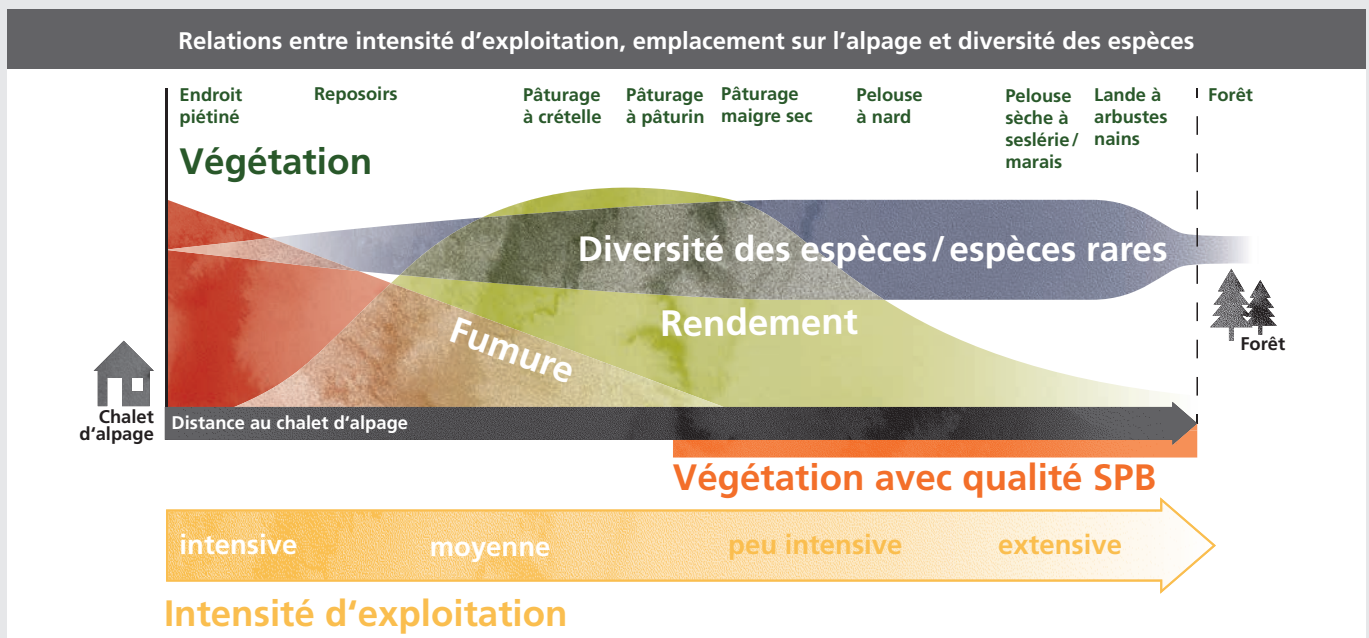 Relations entre intensité d'exploitation, emplacement sur l'alpage et diversité des espèces
Endroit
piétiné
Reposoirs
Pâturage
à crételle
Pâturage
à pâturin
Pâturage
maigre sec
Pelouse
à nard
Pelouse
sèche à
seslérie/
marais
Lande à
arbustes
nains
Forêt
Végétation
Diversité des espèces/espèces rares
Rendement
Fumure
Forêt
Chalet
d'alpage
Distance au chalet d'alpage
Végétation avec qualité SPB
intensive
moyenne
peu intensive
extensive
Intensité d'exploitation